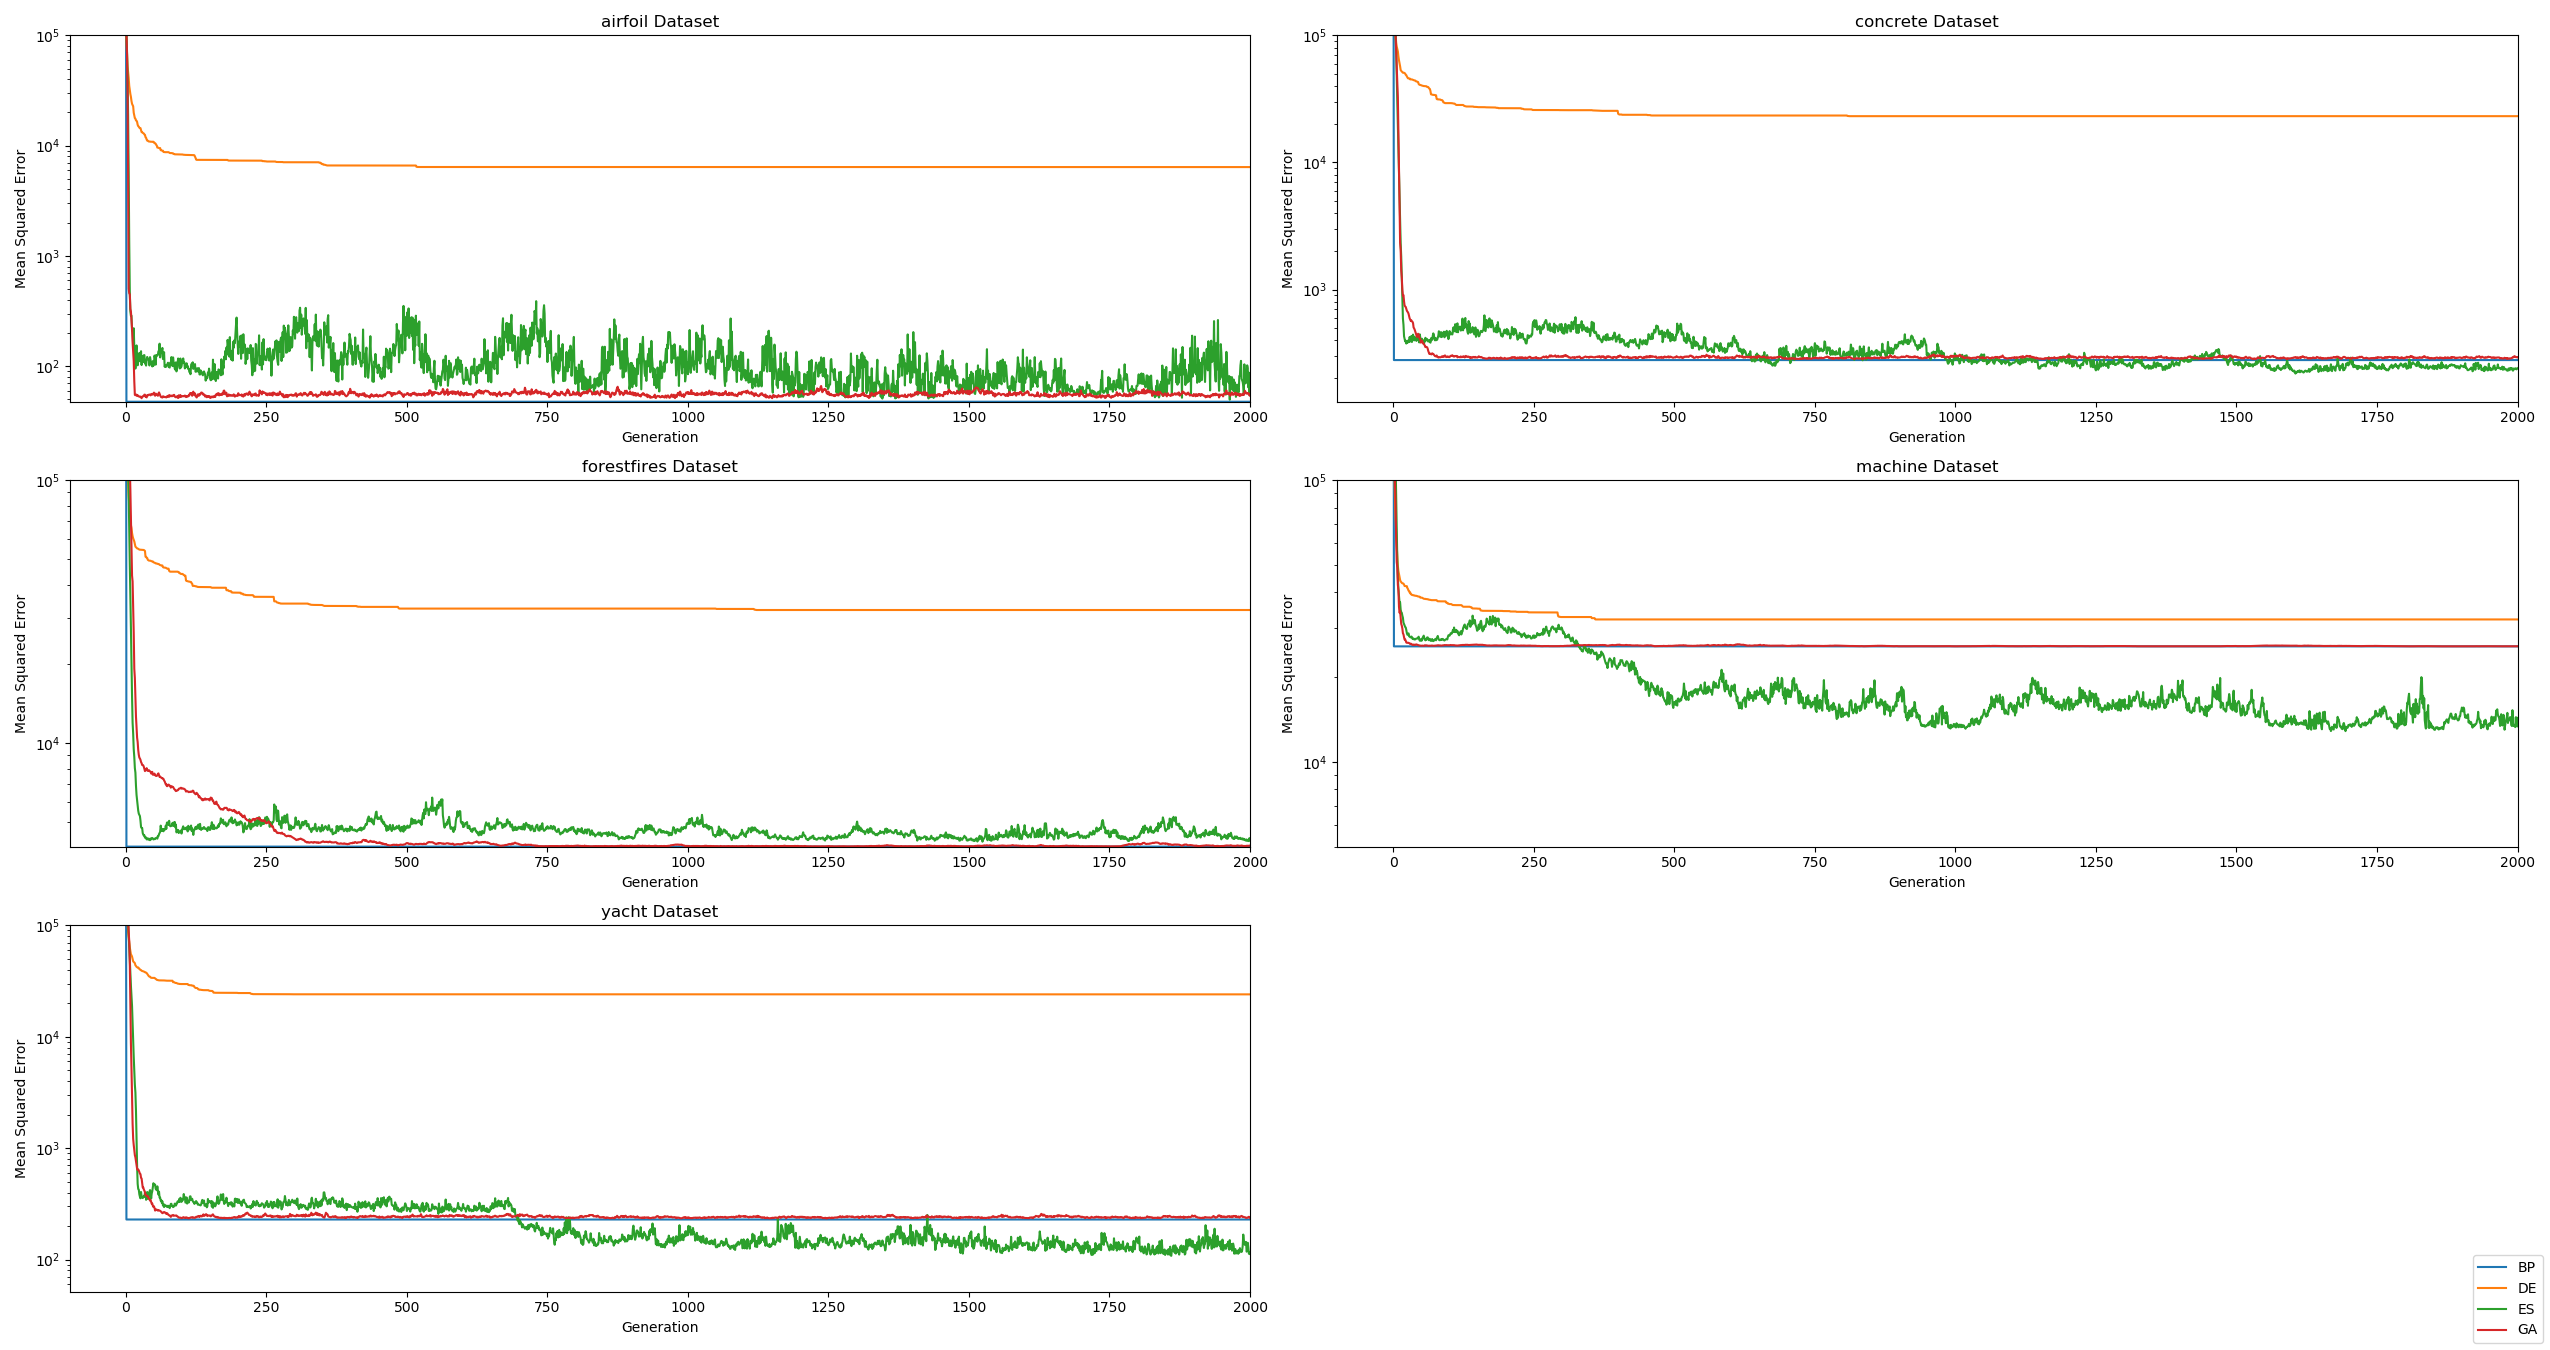 airfoil Dataset
10^5
10^4
10^3
10^2
Mean Squared Error
0 250 500 750 1000 1250 1500 1750 2000
Generation
concrete Dataset
10^5
10^4
10^3
Mean Squared Error
0 250 500 750 1000 1250 1500 1750 2000
Generation
forestfires Dataset
10^5
10^4
Mean Squared Error
0 250 500 750 1000 1250 1500 1750 2000
Generation
machine Dataset
10^5
10^4
Mean Squared Error
0 250 500 750 1000 1250 1500 1750 2000
Generation
yacht Dataset
10^5
10^4
10^3
10^2
Mean Squared Error
0 250 500 750 1000 1250 1500 1750 2000
Generation
BP
DE
ES
GA